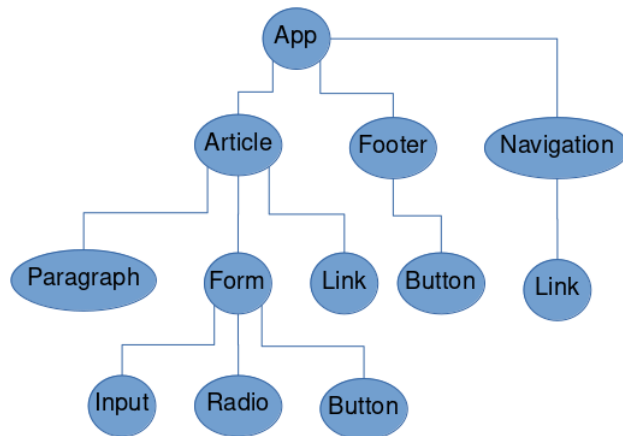 App
Article
Footer
Navigation
Paragraph
Form
Link
Button
Link
Input
Radio
Button